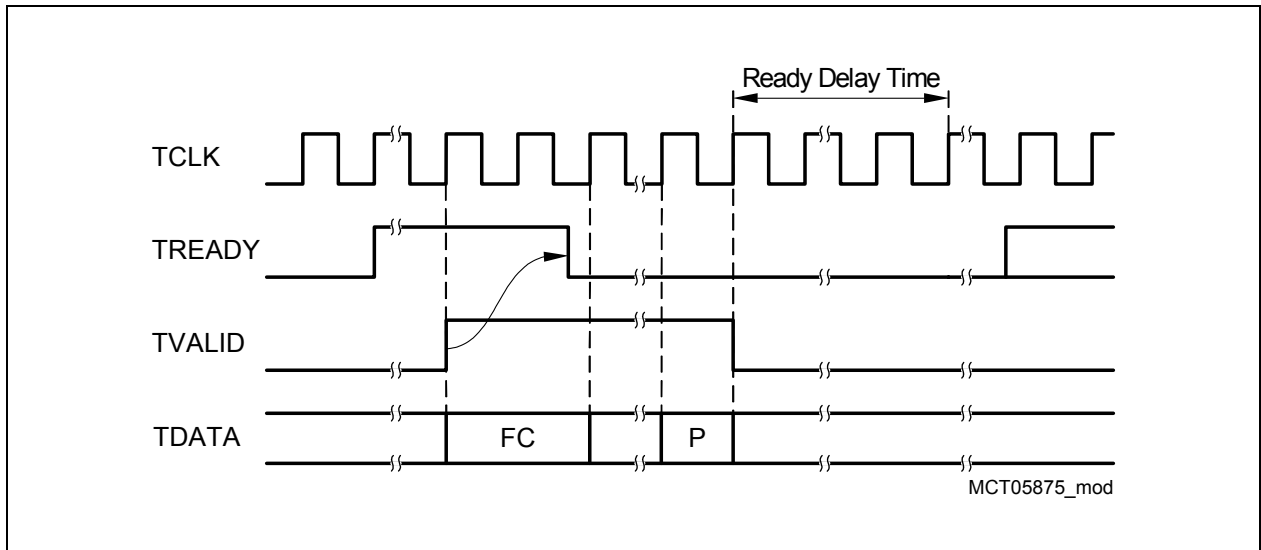 Ready Delay Time
TCLK
TREADY
TVALID
TDATA
FC
P
MCT05875_mod